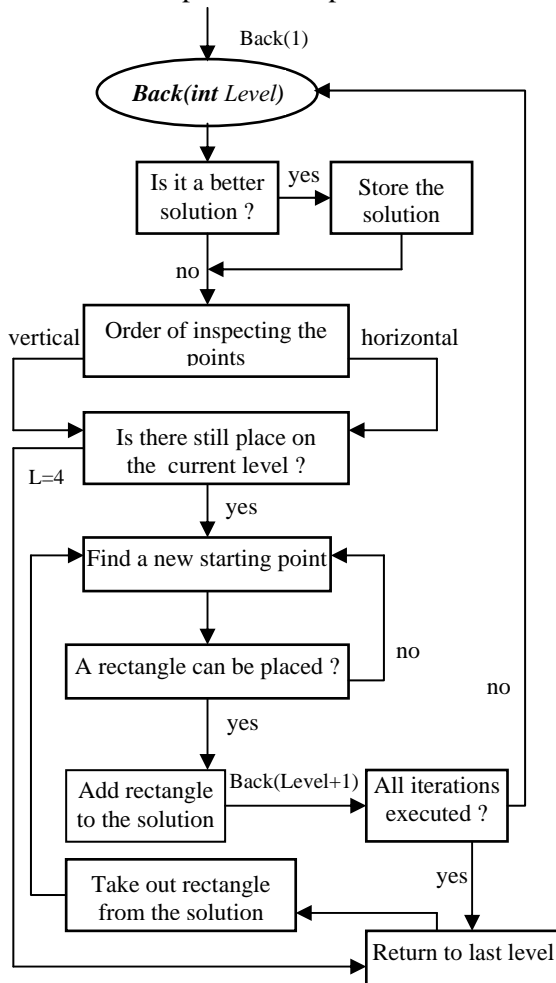 Back(1)
Back(int Level)
Is it a better
solution ?
yes
Store the
solution
no
Order of inspecting the
points
vertical
horizontal
Is there still place on
the current level ?
L=4
yes
Find a new starting point
A rectangle can be placed ?
no
no
yes
Add rectangle
to the solution
Back(Level+1)
All iterations
executed ?
yes
Take out rectangle
from the solution
Return to last level